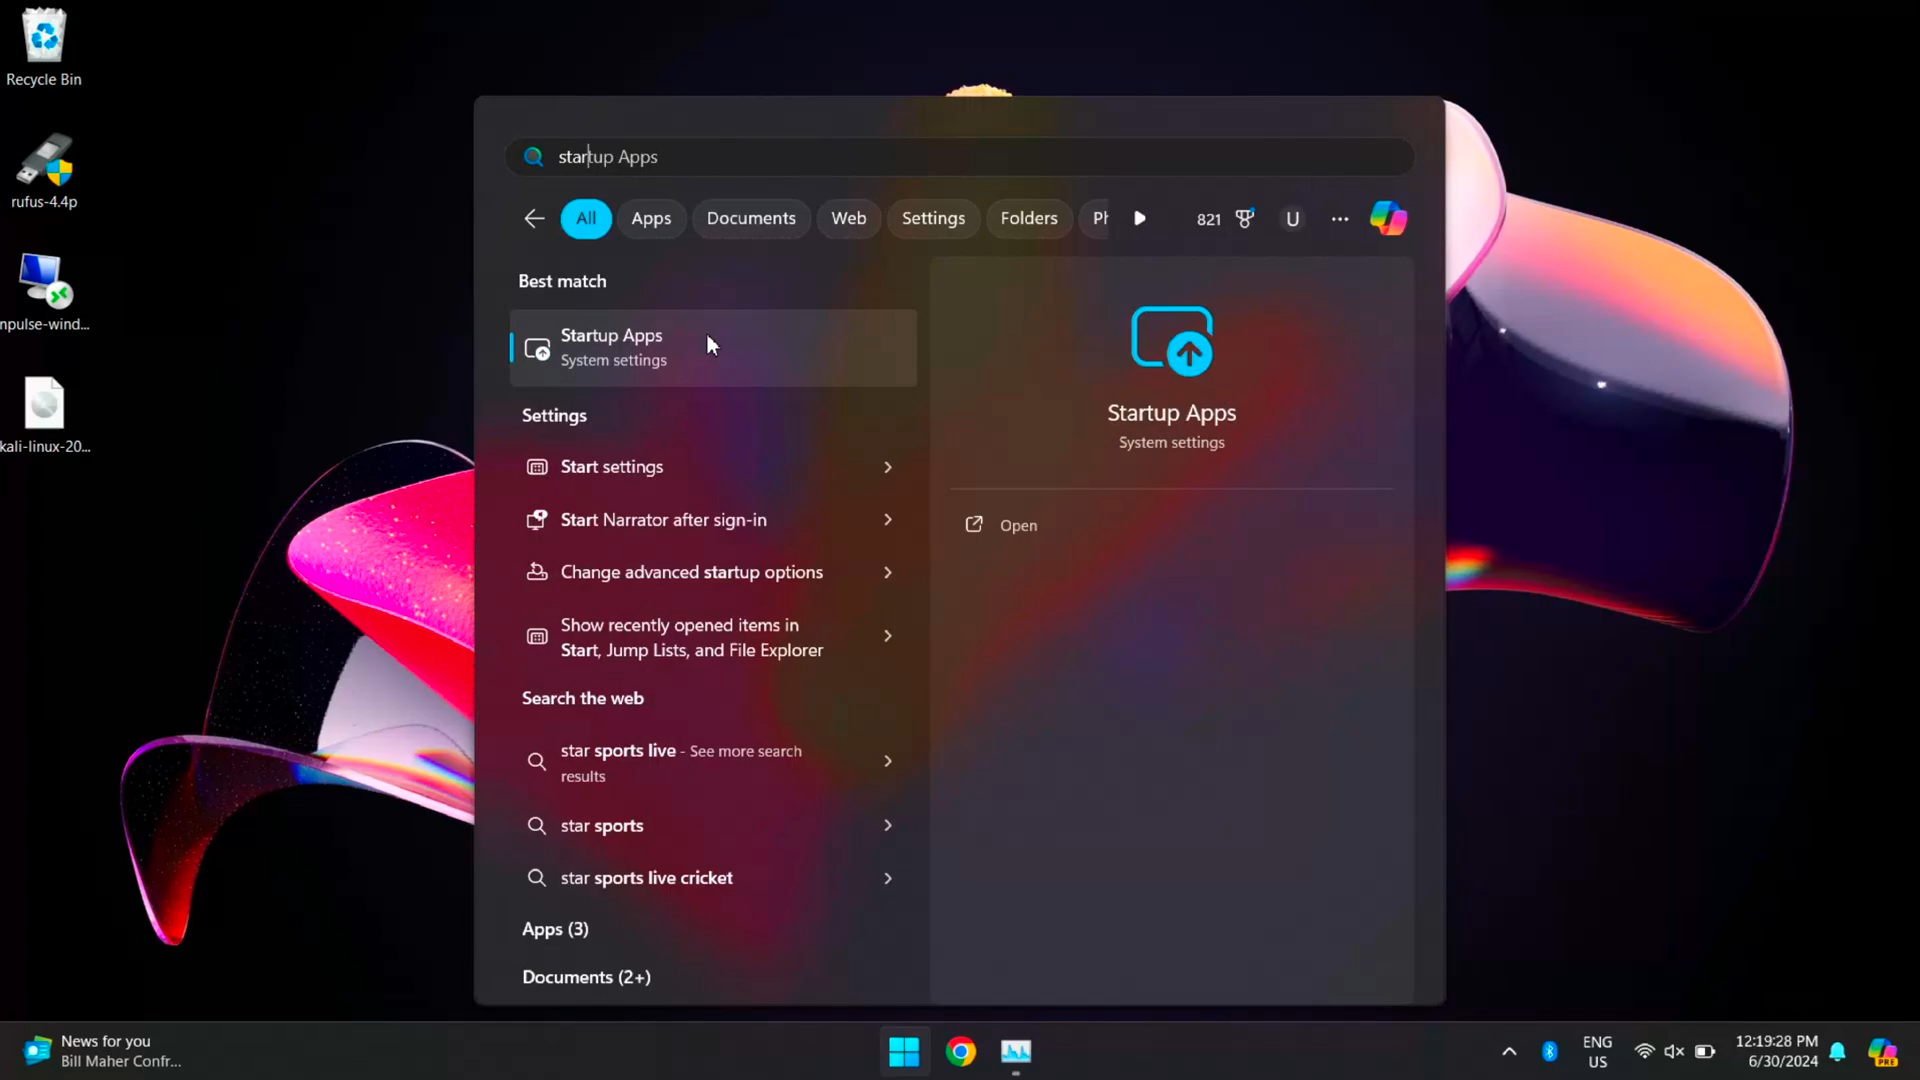 Recycle Bin
rufus-4.4p
npulse-wind...
kali-linux-20...
startup Apps
All
Apps
Documents
Web
Settings
Folders
Ph
821
U
Best match
Startup Apps
System settings
Settings
Start settings
Start Narrator after sign-in
Change advanced startup options
Show recently opened items in
Start, Jump Lists, and File Explorer
Search the web
star sports live - See more search
results
star sports
star sports live cricket
Apps (3)
Documents (2+)
Startup Apps
System settings
Open
News for you
Bill Maher Confr...
ENG
US
12:19:28 PM
6/30/2024
PRE